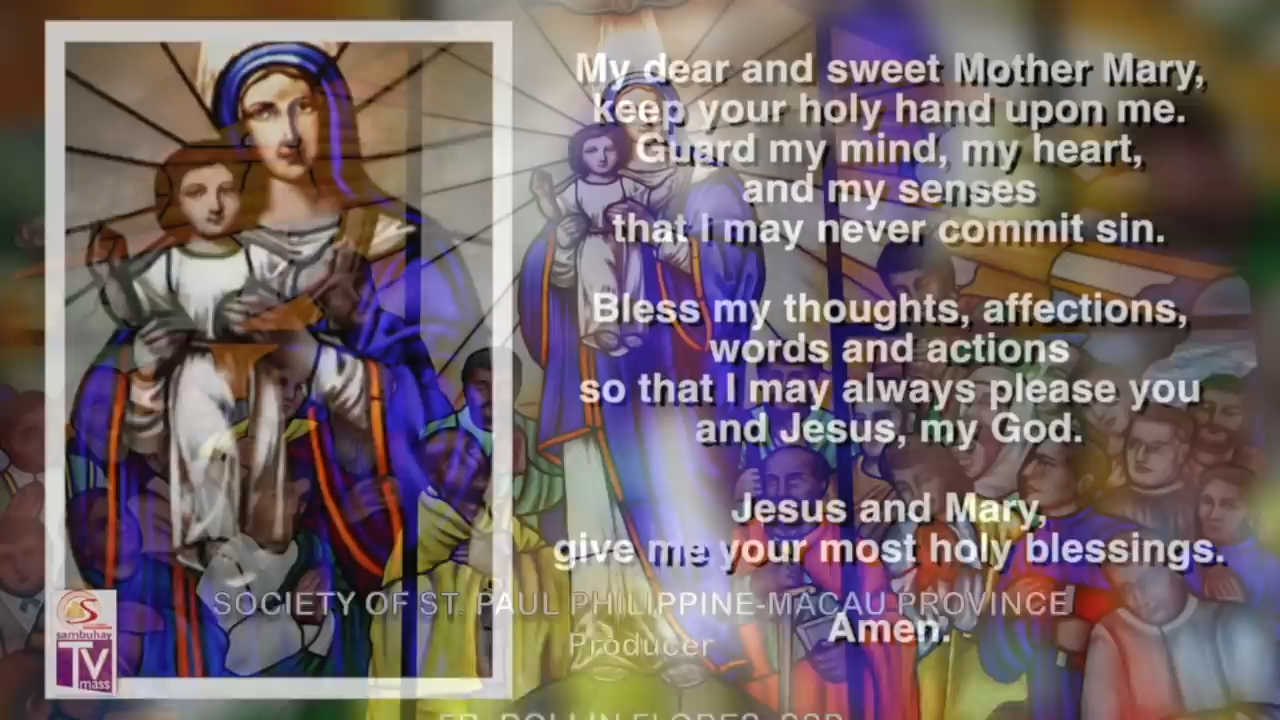 My dear and sweet Mother Mary,
keep your holy hand upon me.
Guard my mind, my heart,
and my senses
that I may never commit sin.
Bless my thoughts, affections,
words and actions
so that I may always please you
and Jesus, my God.
Jesus and Mary,
give me your most holy blessings.
Amen.
SOCIETY OF ST. PAUL PHILIPPINE-MACAU PROVINCE
Producer
sambuhay
TV
mass